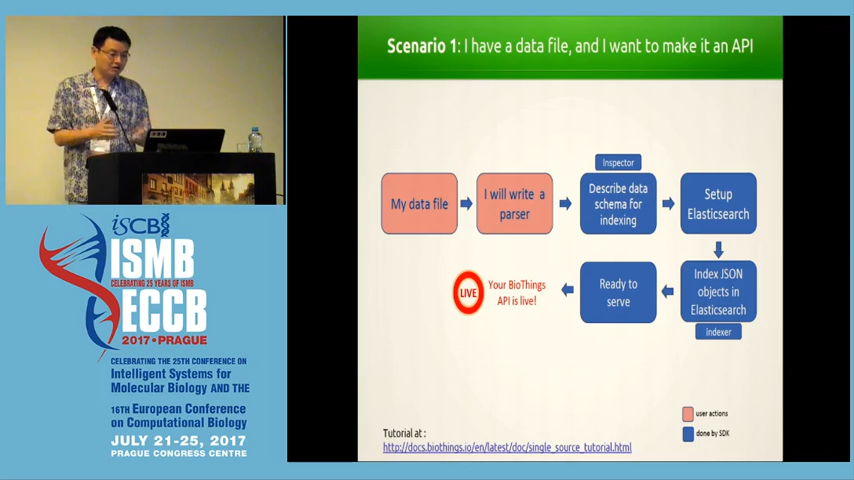 Scenario 1: I have a data file, and I want to make it an API
Inspector
My data file
I will write a
parser
Describe data
schema for
indexing
Setup
Elasticsearch
LIVE
Your BioThings
API is live!
Ready to
serve
Index JSON
objects in
Elasticsearch
indexer
user actions
done by SDK
Tutorial at :
http://docs.biothings.io/en/latest/doc/single_source_tutorial.html
iSCB
ISMB
CELEBRATING 25 YEARS OF ISMB
ECCB
2017 • PRAGUE
CELEBRATING THE 25TH CONFERENCE ON
Intelligent Systems for
Molecular Biology AND THE
16TH European Conference
on Computational Biology
JULY 21-25, 2017
PRAGUE CONGRESS CENTRE